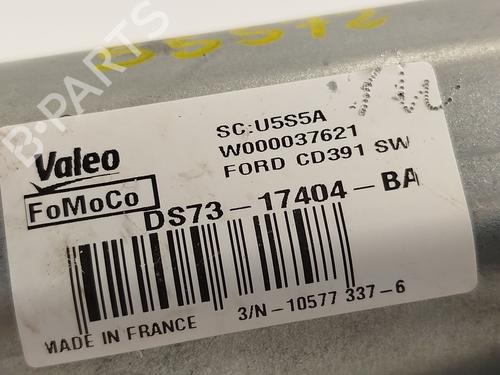 B-PARTS
SC:U5S5A
W000037621
FORD CD391 SW
Valeo
FoMoCo
DS73-17404-BA
MADE IN FRANCE
3/N-10577 337-6